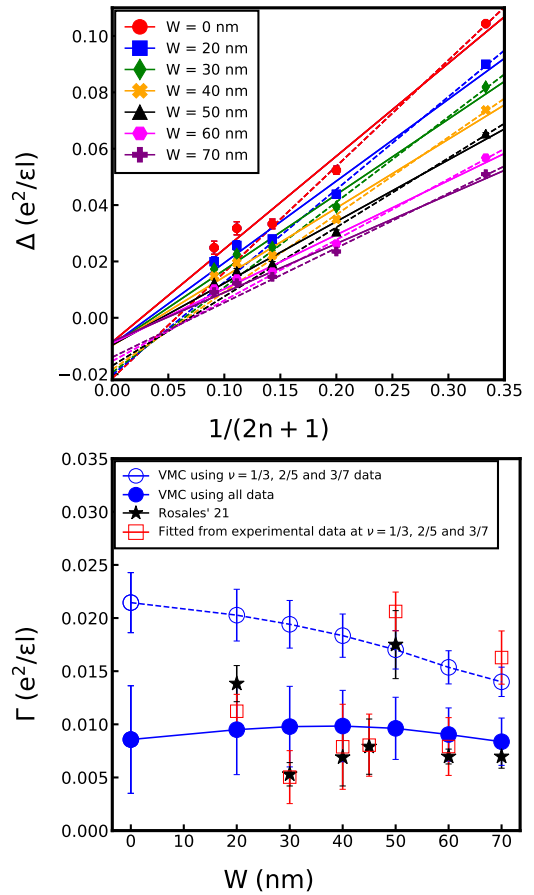 0.10
0.08
0.06
0.04
0.02
0.00
−0.02
Δ (e²/εl)
W = 0 nm
W = 20 nm
W = 30 nm
W = 40 nm
W = 50 nm
W = 60 nm
W = 70 nm
0.00 0.05 0.10 0.15 0.20 0.25 0.30 0.35
1/(2n + 1)
0.035
0.030
0.025
0.020
0.015
0.010
0.005
0.000
Γ (e²/εl)
VMC using ν = 1/3, 2/5 and 3/7 data
VMC using all data
Rosales' 21
Fitted from experimental data at ν = 1/3, 2/5 and 3/7
0 10 20 30 40 50 60 70
W (nm)